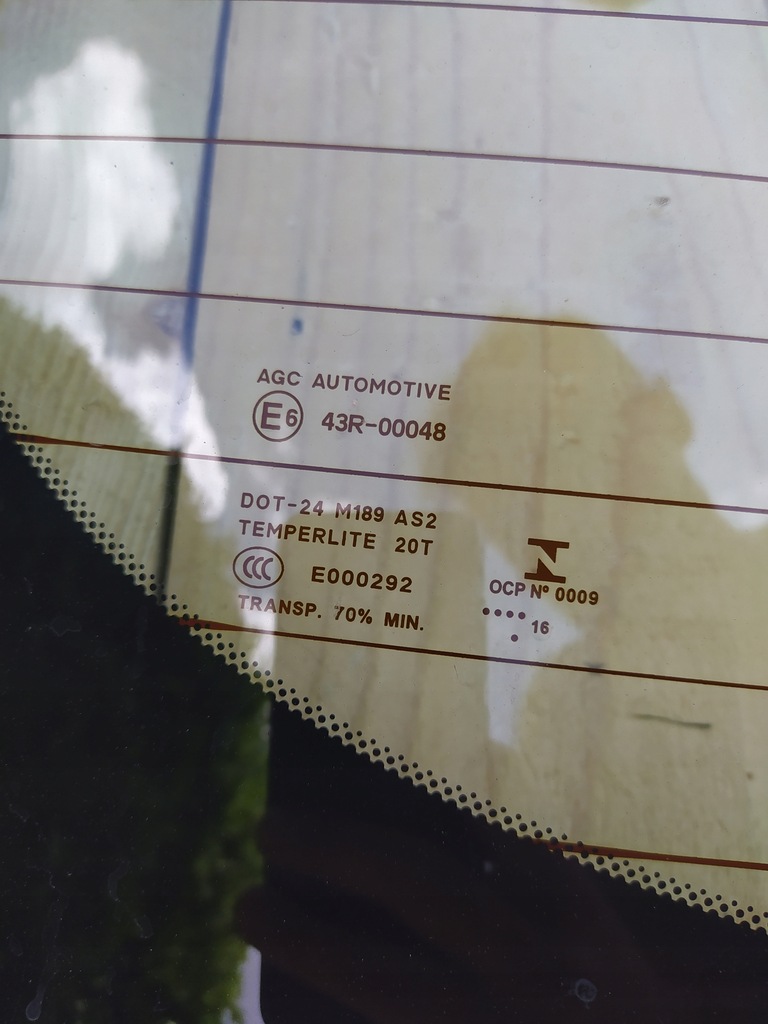 AGC AUTOMOTIVE
E6 43R-00048
DOT-24 M189 AS2
TEMPERLITE 20T
CCC E000292
TRANSP. 70% MIN.
OCP Nº 0009
16